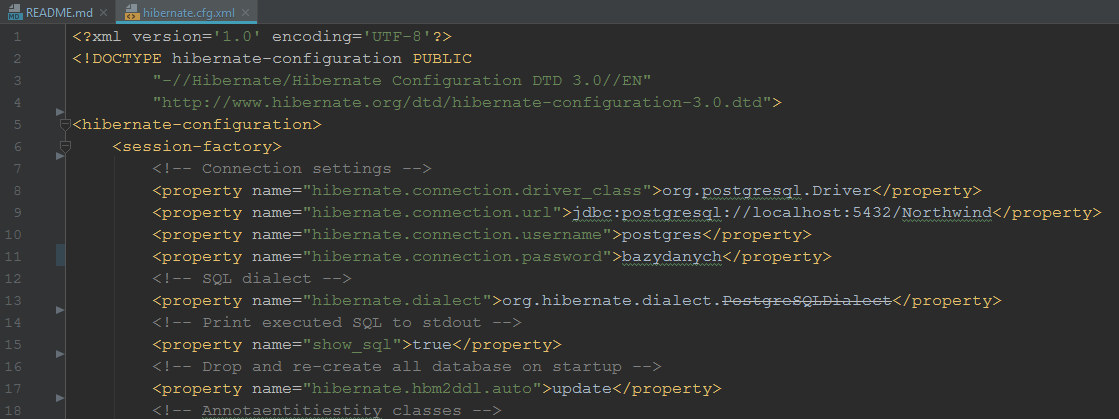 README.md hibernate.cfg.xml
1 <?xml version='1.0' encoding='UTF-8'?>
2 <!DOCTYPE hibernate-configuration PUBLIC
3 "-//Hibernate/Hibernate Configuration DTD 3.0//EN"
4 "http://www.hibernate.org/dtd/hibernate-configuration-3.0.dtd">
5 <hibernate-configuration>
6 <session-factory>
7 <!-- Connection settings -->
8 <property name="hibernate.connection.driver_class">org.postgresql.Driver</property>
9 <property name="hibernate.connection.url">jdbc:postgresql://localhost:5432/Northwind</property>
10 <property name="hibernate.connection.username">postgres</property>
11 <property name="hibernate.connection.password">bazydanych</property>
12 <!-- SQL dialect -->
13 <property name="hibernate.dialect">org.hibernate.dialect.PostgreSQLDialect</property>
14 <!-- Print executed SQL to stdout -->
15 <property name="show_sql">true</property>
16 <!-- Drop and re-create all database on startup -->
17 <property name="hibernate.hbm2ddl.auto">update</property>
18 <!-- Annotaentitiestity classes -->